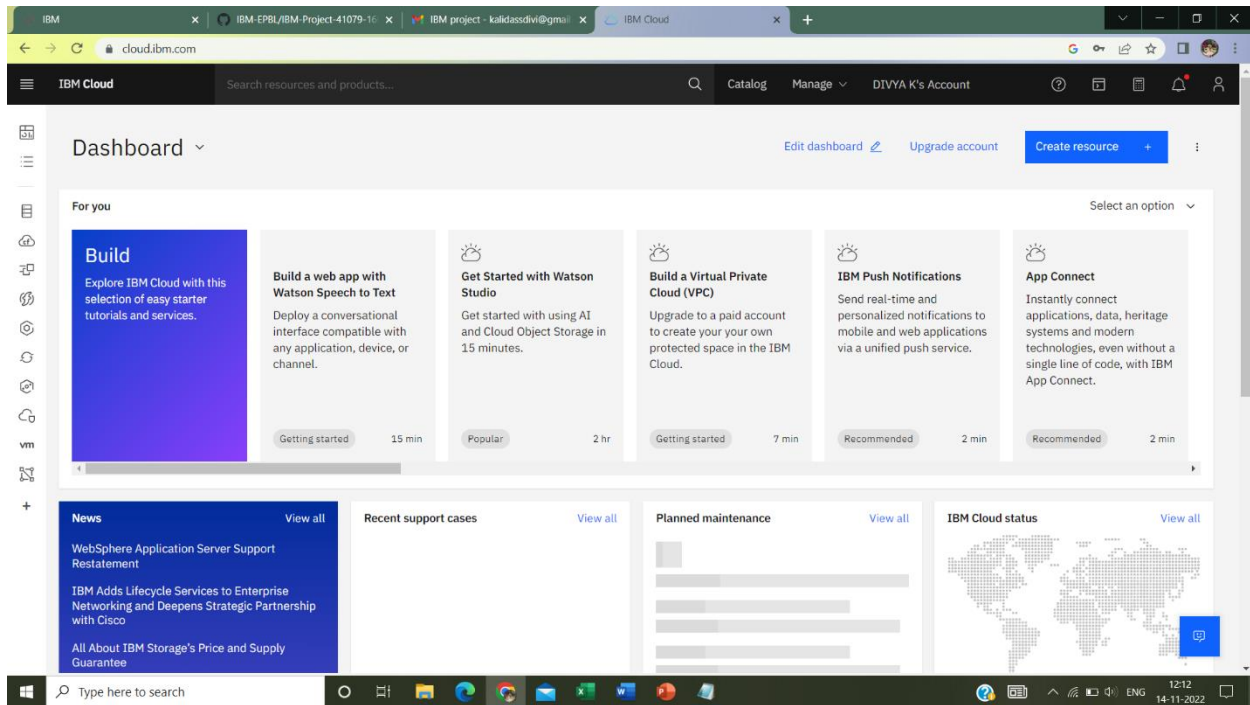 IBM
IBM-EPBL/IBM-Project-41079-16
IBM project - kalidassdivi@gmail
IBM Cloud
cloud.ibm.com
IBM Cloud
Search resources and products...
Catalog
Manage
DIVYA K's Account
Dashboard
Edit dashboard
Upgrade account
Create resource +
For you
Select an option
Build
Explore IBM Cloud with this
selection of easy starter
tutorials and services.
Build a web app with
Watson Speech to Text
Deploy a conversational
interface compatible with
any application, device, or
channel.
Getting started 15 min
Get Started with Watson
Studio
Get started with using AI
and Cloud Object Storage in
15 minutes.
Popular 2 hr
Build a Virtual Private
Cloud (VPC)
Upgrade to a paid account
to create your your own
protected space in the IBM
Cloud.
Getting started 7 min
IBM Push Notifications
Send real-time and
personalized notifications to
mobile and web applications
via a unified push service.
Recommended 2 min
App Connect
Instantly connect
applications, data, heritage
systems and modern
technologies, even without a
single line of code, with IBM
App Connect.
Recommended 2 min
vm
News View all
WebSphere Application Server Support
Restatement
IBM Adds Lifecycle Services to Enterprise
Networking and Deepens Strategic Partnership
with Cisco
All About IBM Storage's Price and Supply
Guarantee
Recent support cases View all
Planned maintenance View all
IBM Cloud status View all
Type here to search
ENG
12:12
14-11-2022